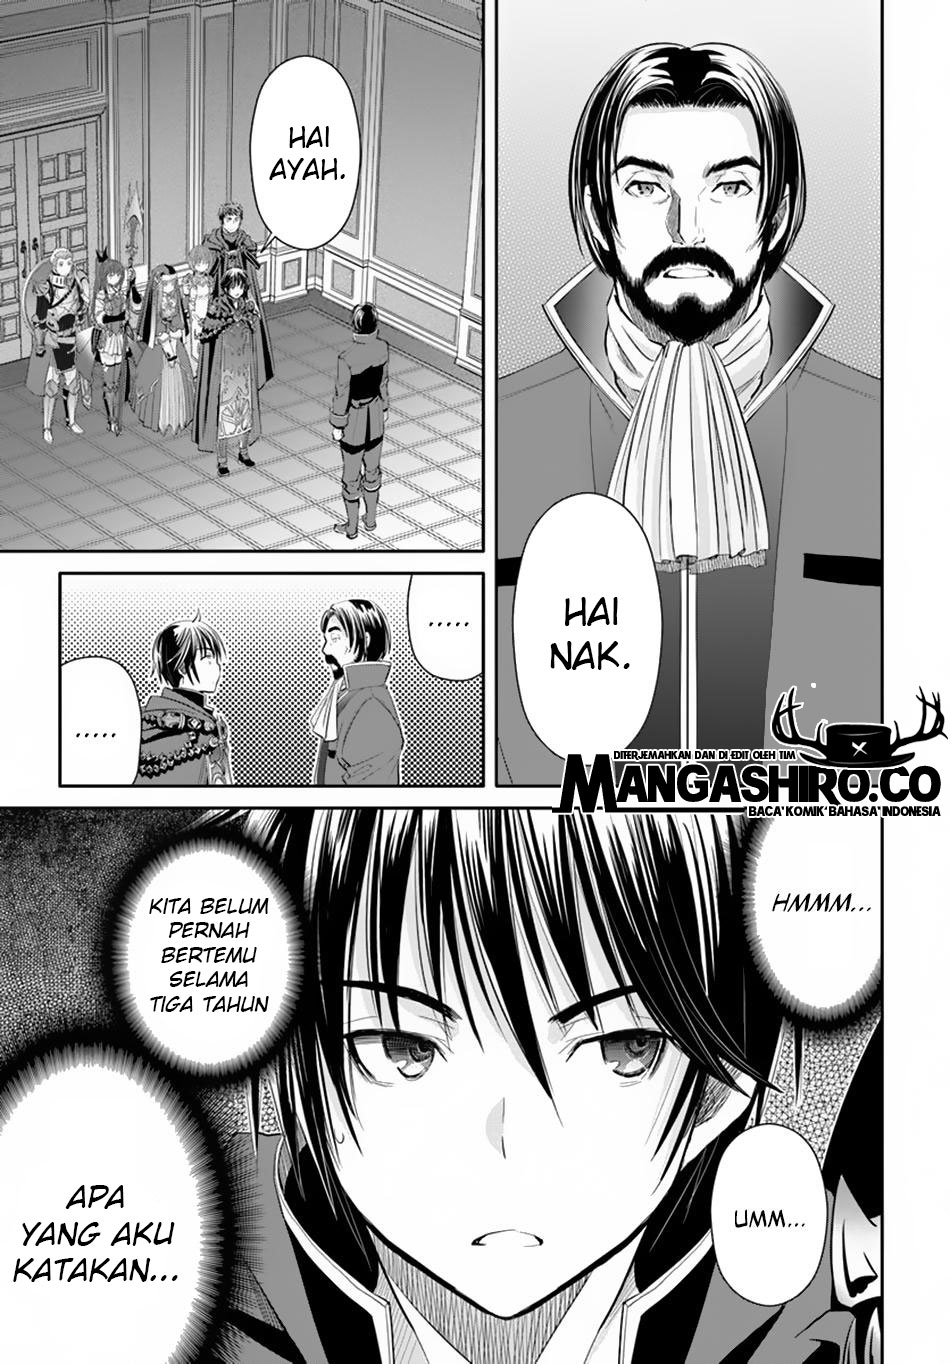 HAI
NAK.
HAI
AYAH.
.....
.....
DITERJEMAHKAN DAN DI EDIT OLEH TIM
MANGASHIRO.CO
BACA KOMIK BAHASA INDONESIA
HMMM...
KITA BELUM
PERNAH
BERTEMU
SELAMA
TIGA TAHUN
UMM...
APA
YANG AKU
KATAKAN...